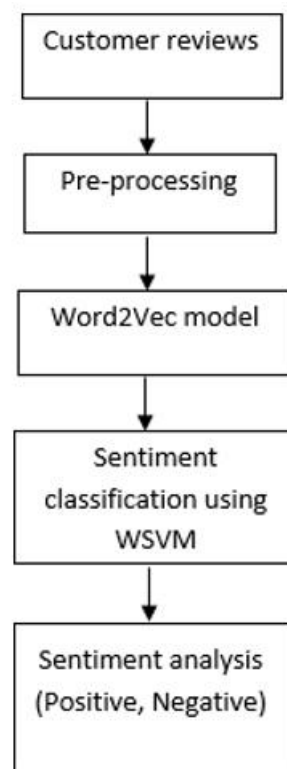 Customer reviews
Pre-processing
Word2Vec model
Sentiment
classification using
WSVM
Sentiment analysis
(Positive, Negative)